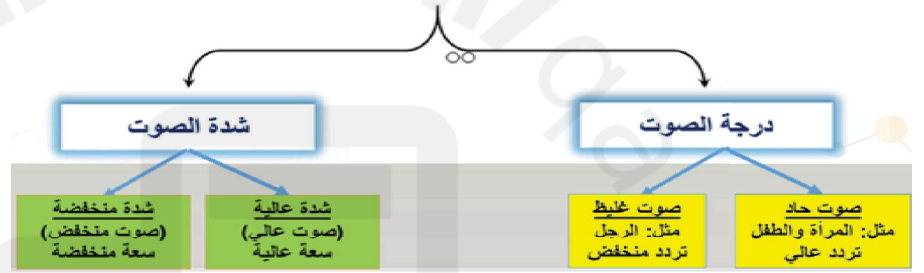 درجة الصوت
شدة الصوت
صوت حاد
مثل: المرأة والطفل
تردد عالي
صوت غليظ
مثل: الرجل
تردد منخفض
شدة عالية
(صوت عالي)
سعة عالية
شدة منخفضة
(صوت منخفض)
سعة منخفضة